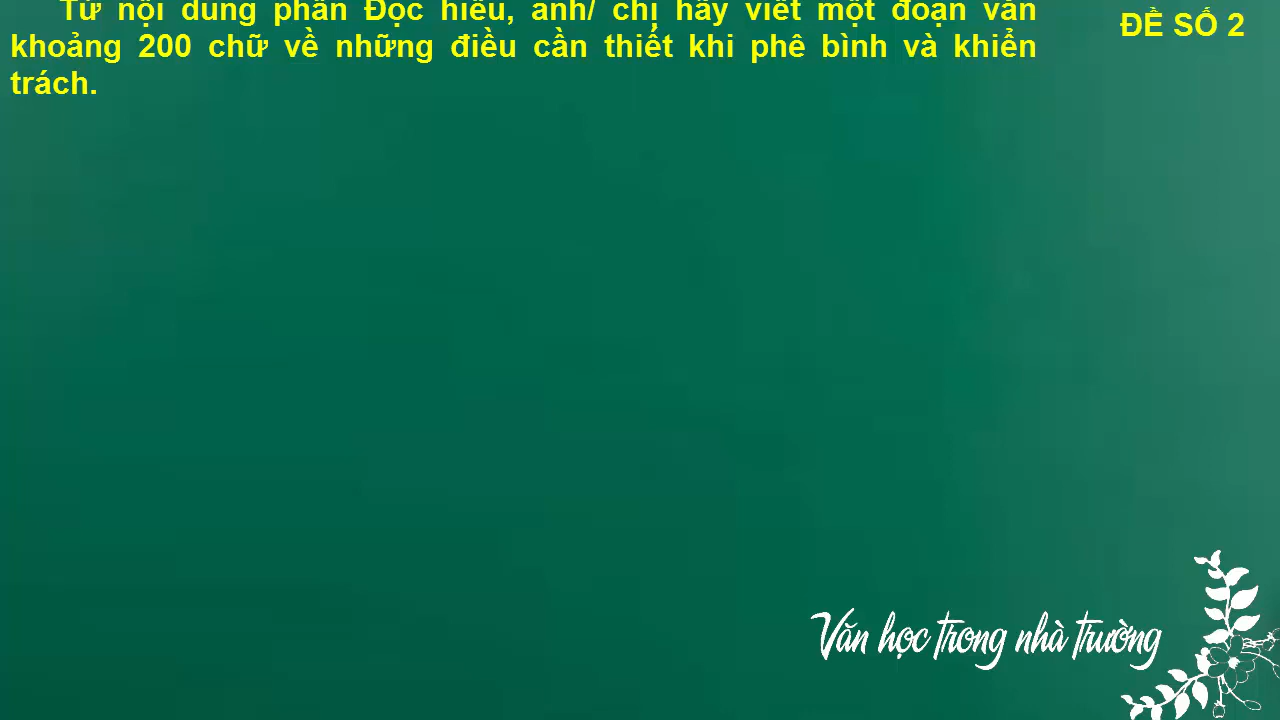 Từ nội dung phần Đọc hiểu, anh/ chị hãy viết một đoạn văn
khoảng 200 chữ về những điều cần thiết khi phê bình và khiển
trách.
ĐỀ SỐ 2
Văn học trong nhà trường